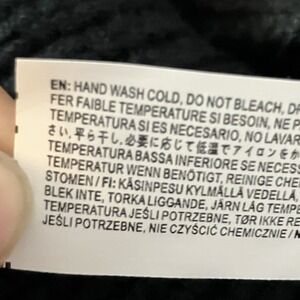 EN: HAND WASH COLD, DO NOT BLEACH, D
FER FAIBLE TEMPERATURE SI BESOIN, NE P
TEMPERATURA SI ES NECESARIO, NO LAVAR
さい, 平ら干し, 必要に応じて低温でアイロンをか
TEMPERATURA BASSA INFERIORE SE NECESS
TEMPERATUR WENN BENÖTIGT, REINIGE CHE
STOMEN / FI: KÄSINPESU KYLMÄLLÄ VEDELLÄ,
BLEK INTE, TORKA LIGGANDE, JÄRN LÅG TEMP
TEMPERATURA JEŚLI POTRZEBNE, TØR IKKE RE
JEŚLI POTRZEBNE, NIE CZYŚCIĆ CHEMICZNIE / N